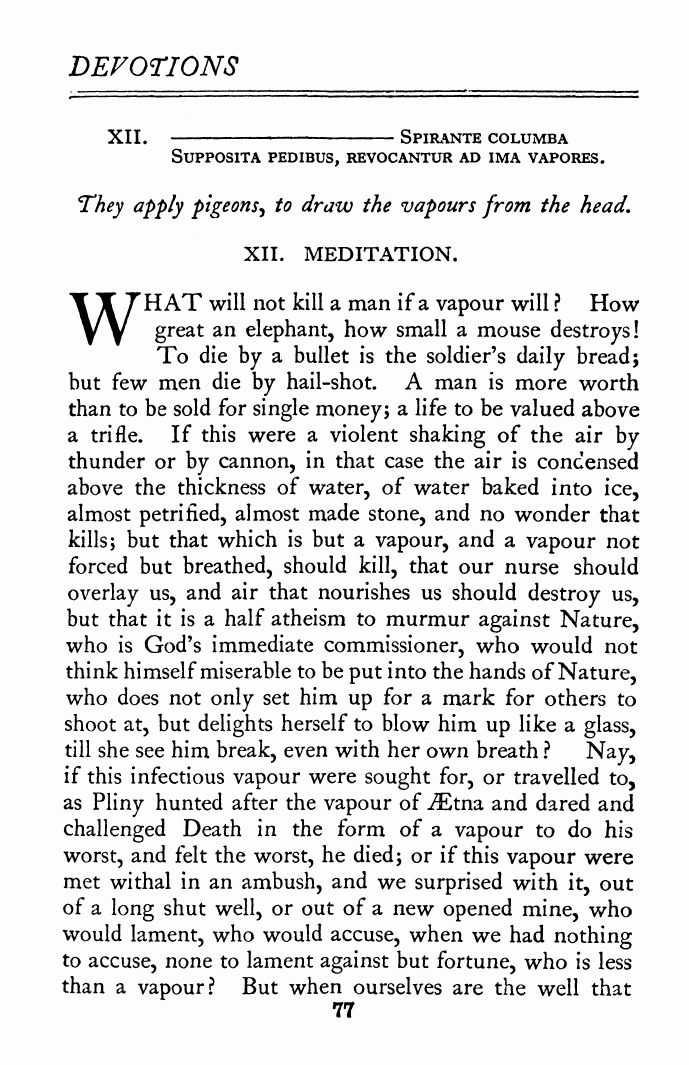 DEVOTIONS
XII. ——————— SPIRANTE COLUMBA
SUPPOSITA PEDIBUS, REVOCANTUR AD IMA VAPORES.
They apply pigeons, to draw the vapours from the head.
XII. MEDITATION.
WHAT will not kill a man if a vapour will? How
great an elephant, how small a mouse destroys!
To die by a bullet is the soldier's daily bread;
but few men die by hail-shot. A man is more worth
than to be sold for single money; a life to be valued above
a trifle. If this were a violent shaking of the air by
thunder or by cannon, in that case the air is condensed
above the thickness of water, of water baked into ice,
almost petrified, almost made stone, and no wonder that
kills; but that which is but a vapour, and a vapour not
forced but breathed, should kill, that our nurse should
overlay us, and air that nourishes us should destroy us,
but that it is a half atheism to murmur against Nature,
who is God's immediate commissioner, who would not
think himself miserable to be put into the hands of Nature,
who does not only set him up for a mark for others to
shoot at, but delights herself to blow him up like a glass,
till she see him break, even with her own breath? Nay,
if this infectious vapour were sought for, or travelled to,
as Pliny hunted after the vapour of Ætna and dared and
challenged Death in the form of a vapour to do his
worst, and felt the worst, he died; or if this vapour were
met withal in an ambush, and we surprised with it, out
of a long shut well, or out of a new opened mine, who
would lament, who would accuse, when we had nothing
to accuse, none to lament against but fortune, who is less
than a vapour? But when ourselves are the well that
77